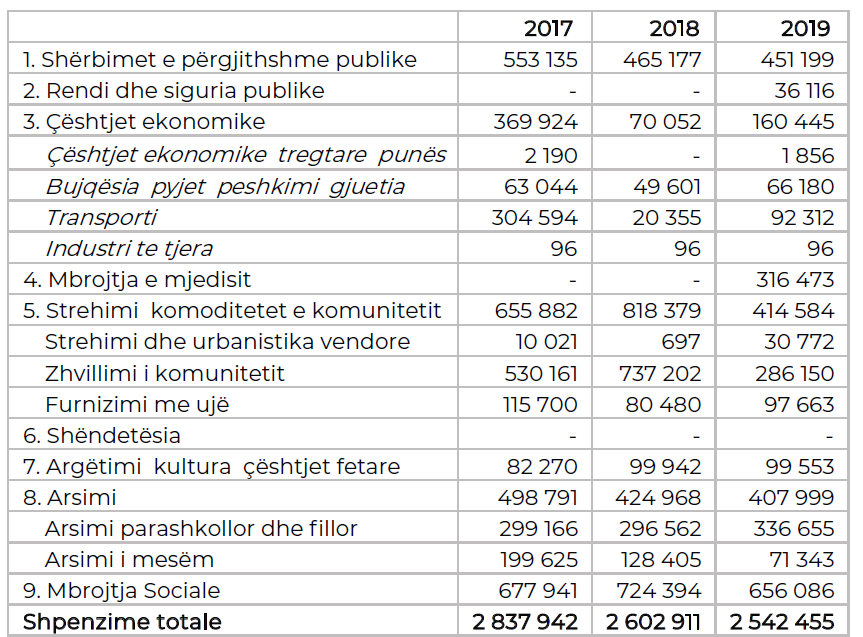 2017 2018 2019
1. Shërbimet e përgjithshme publike 553 135 465 177 451 199
2. Rendi dhe siguria publike - - 36 116
3. Çështjet ekonomike 369 924 70 052 160 445
Çështjet ekonomike tregtare punës 2 190 - 1 856
Bujqësia pyjet peshkimi gjuetia 63 044 49 601 66 180
Transporti 304 594 20 355 92 312
Industri te tjera 96 96 96
4. Mbrojtja e mjedisit - - 316 473
5. Strehimi komoditetet e komunitetit 655 882 818 379 414 584
Strehimi dhe urbanistika vendore 10 021 697 30 772
Zhvillimi i komunitetit 530 161 737 202 286 150
Furnizimi me ujë 115 700 80 480 97 663
6. Shëndetësia - - -
7. Argëtimi kultura çështjet fetare 82 270 99 942 99 553
8. Arsimi 498 791 424 968 407 999
Arsimi parashkollor dhe fillor 299 166 296 562 336 655
Arsimi i mesëm 199 625 128 405 71 343
9. Mbrojtja Sociale 677 941 724 394 656 086
Shpenzime totale 2 837 942 2 602 911 2 542 455